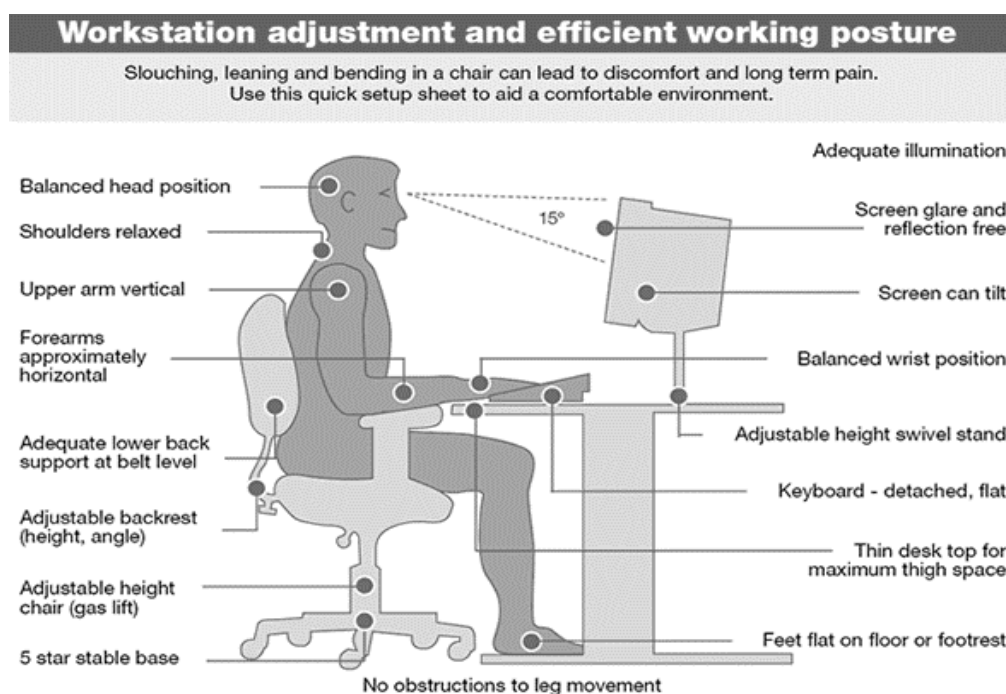 Workstation adjustment and efficient working posture
Slouching, leaning and bending in a chair can lead to discomfort and long term pain.
Use this quick setup sheet to aid a comfortable environment.
Balanced head position
Shoulders relaxed
Upper arm vertical
Forearms
approximately
horizontal
Adequate lower back
support at belt level
Adjustable backrest
(height, angle)
Adjustable height
chair (gas lift)
5 star stable base
15°
Adequate illumination
Screen glare and
reflection free
Screen can tilt
Balanced wrist position
Adjustable height swivel stand
Keyboard - detached, flat
Thin desk top for
maximum thigh space
Feet flat on floor or footrest
No obstructions to leg movement